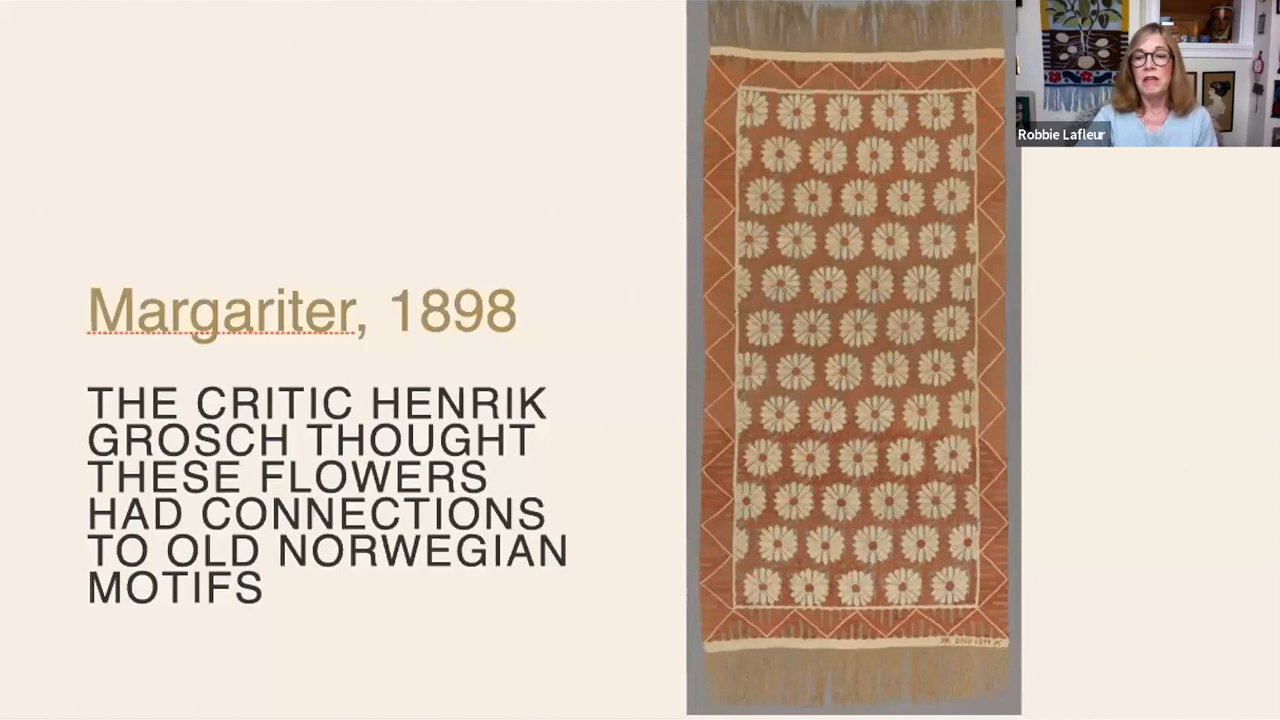 Robbie Lafleur
Margariter, 1898
THE CRITIC HENRIK
GROSCH THOUGHT
THESE FLOWERS
HAD CONNECTIONS
TO OLD NORWEGIAN
MOTIFS